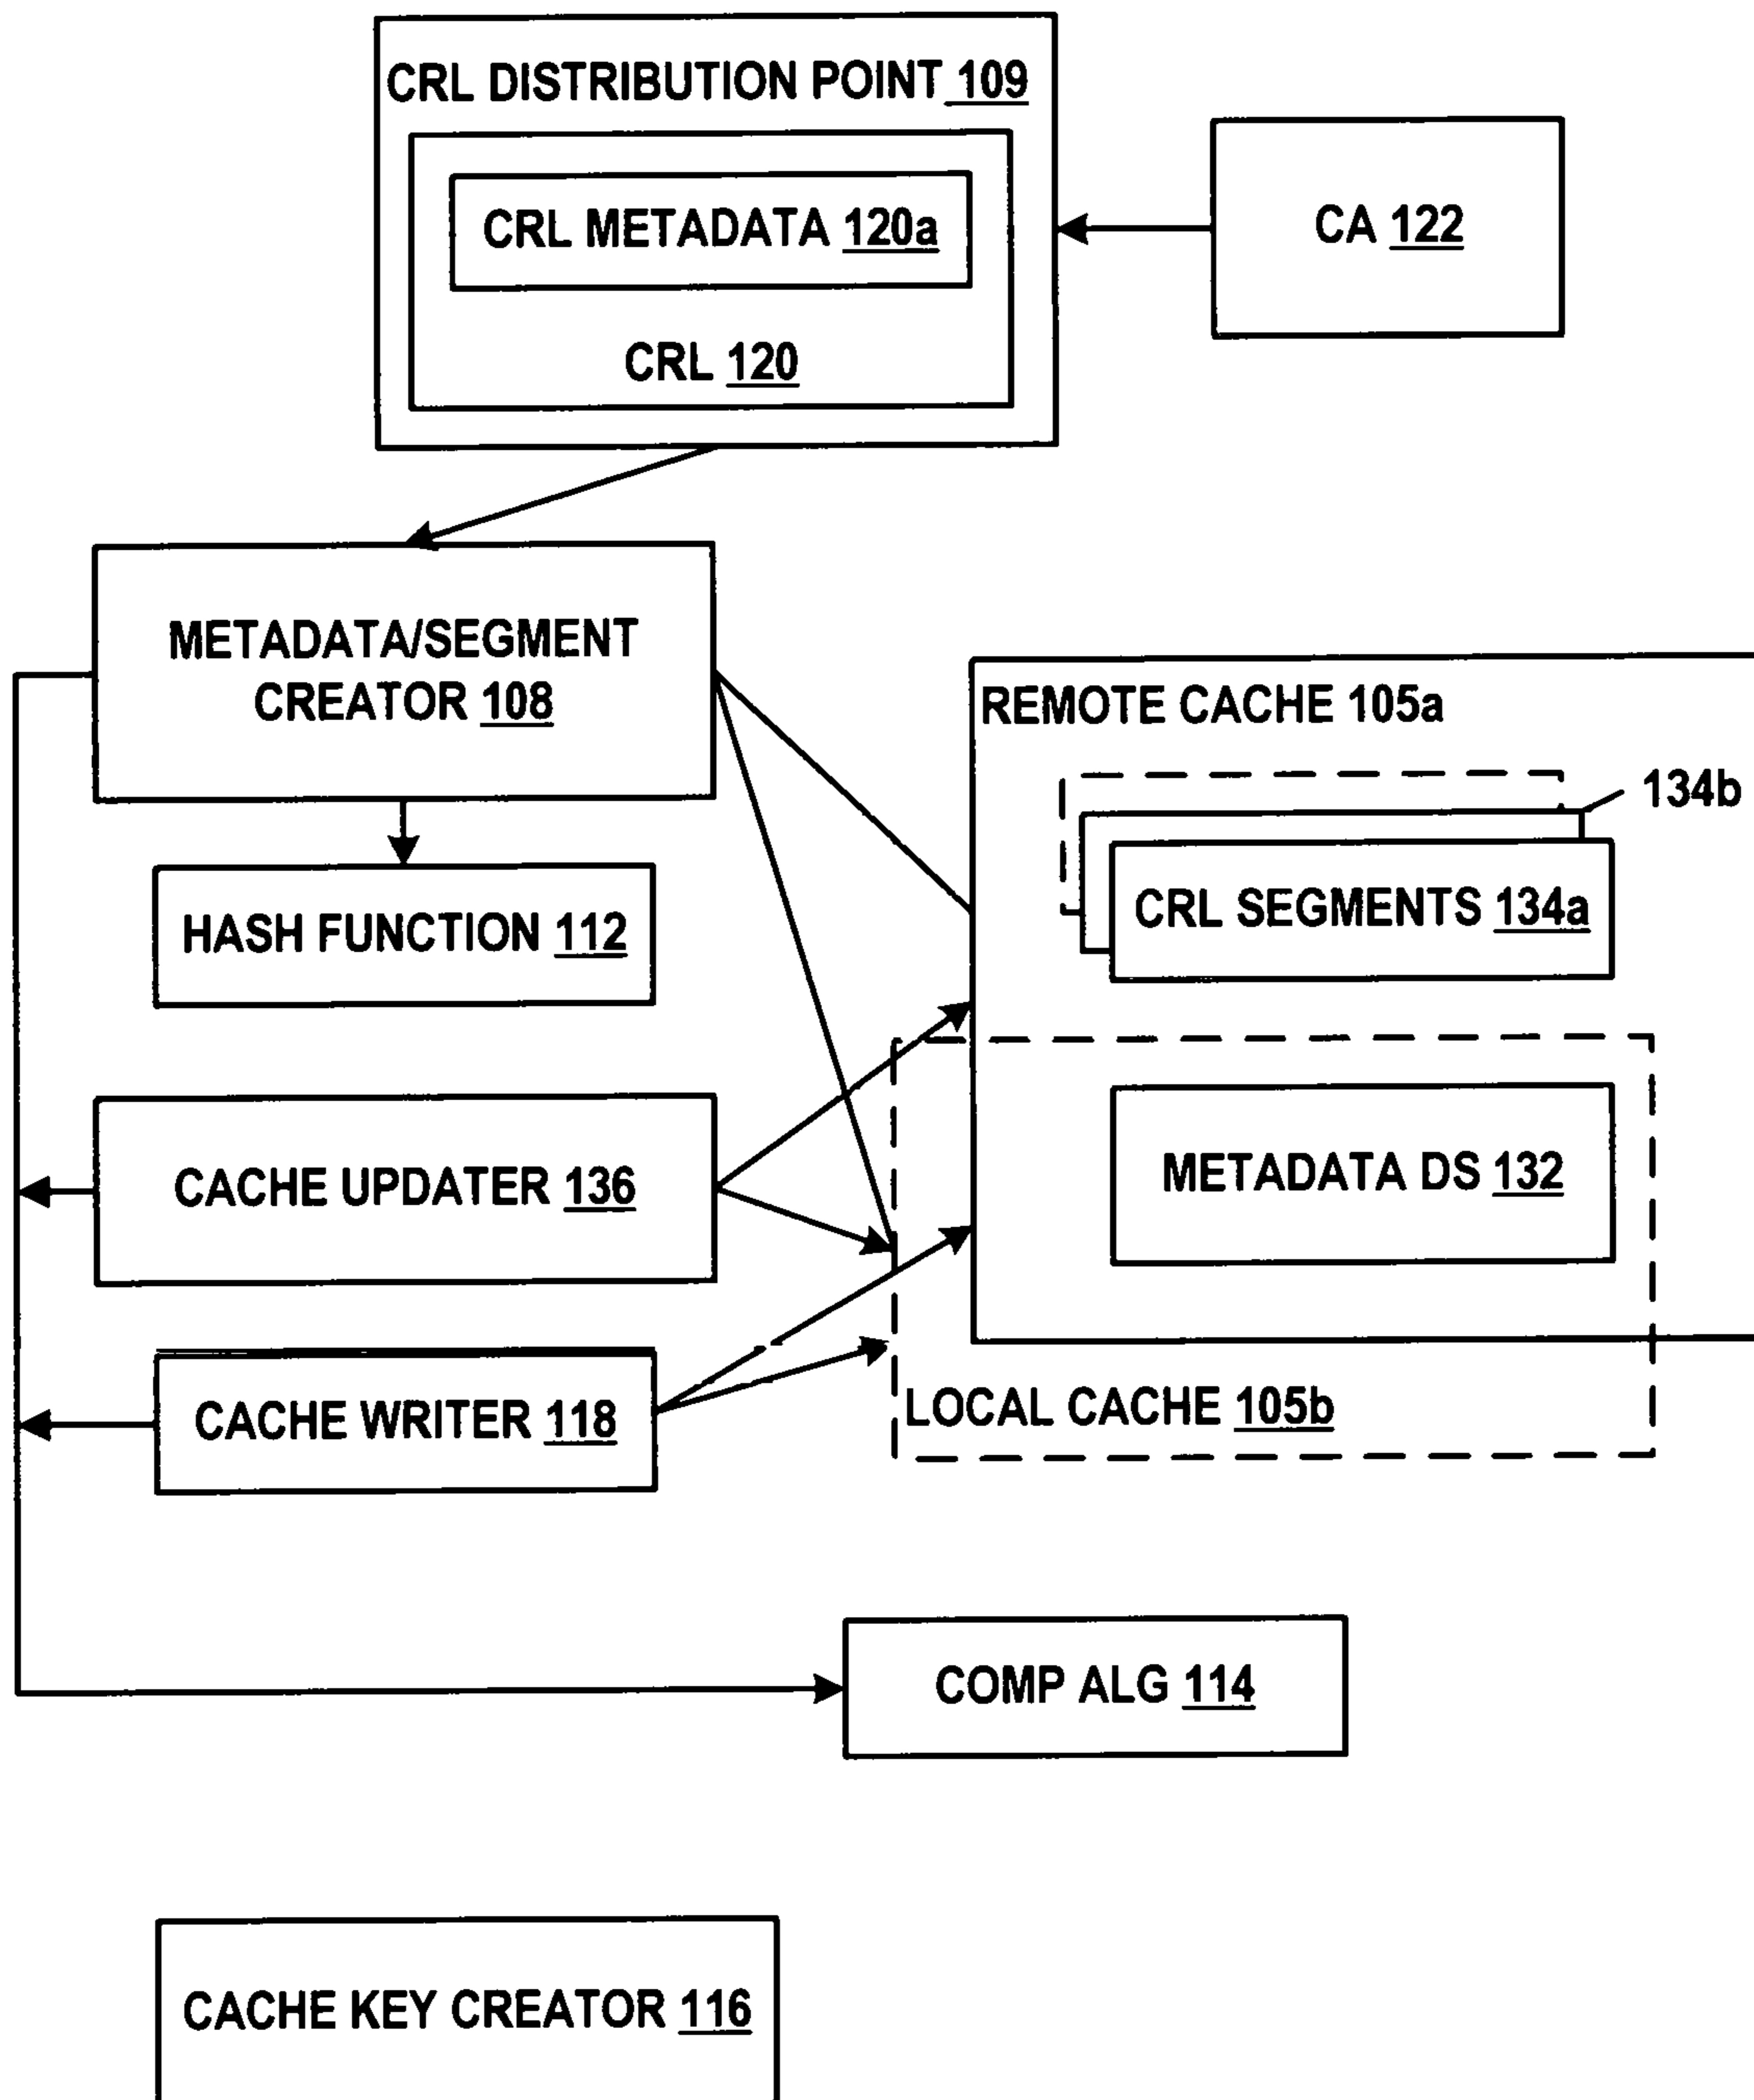 CRL DISTRIBUTION POINT 109
CRL METADATA 120a
CRL 120
CA 122
METADATA/SEGMENT
CREATOR 108
REMOTE CACHE 105a
134b
CRL SEGMENTS 134a
HASH FUNCTION 112
METADATA DS 132
CACHE UPDATER 136
LOCAL CACHE 105b
CACHE WRITER 118
COMP ALG 114
CACHE KEY CREATOR 116